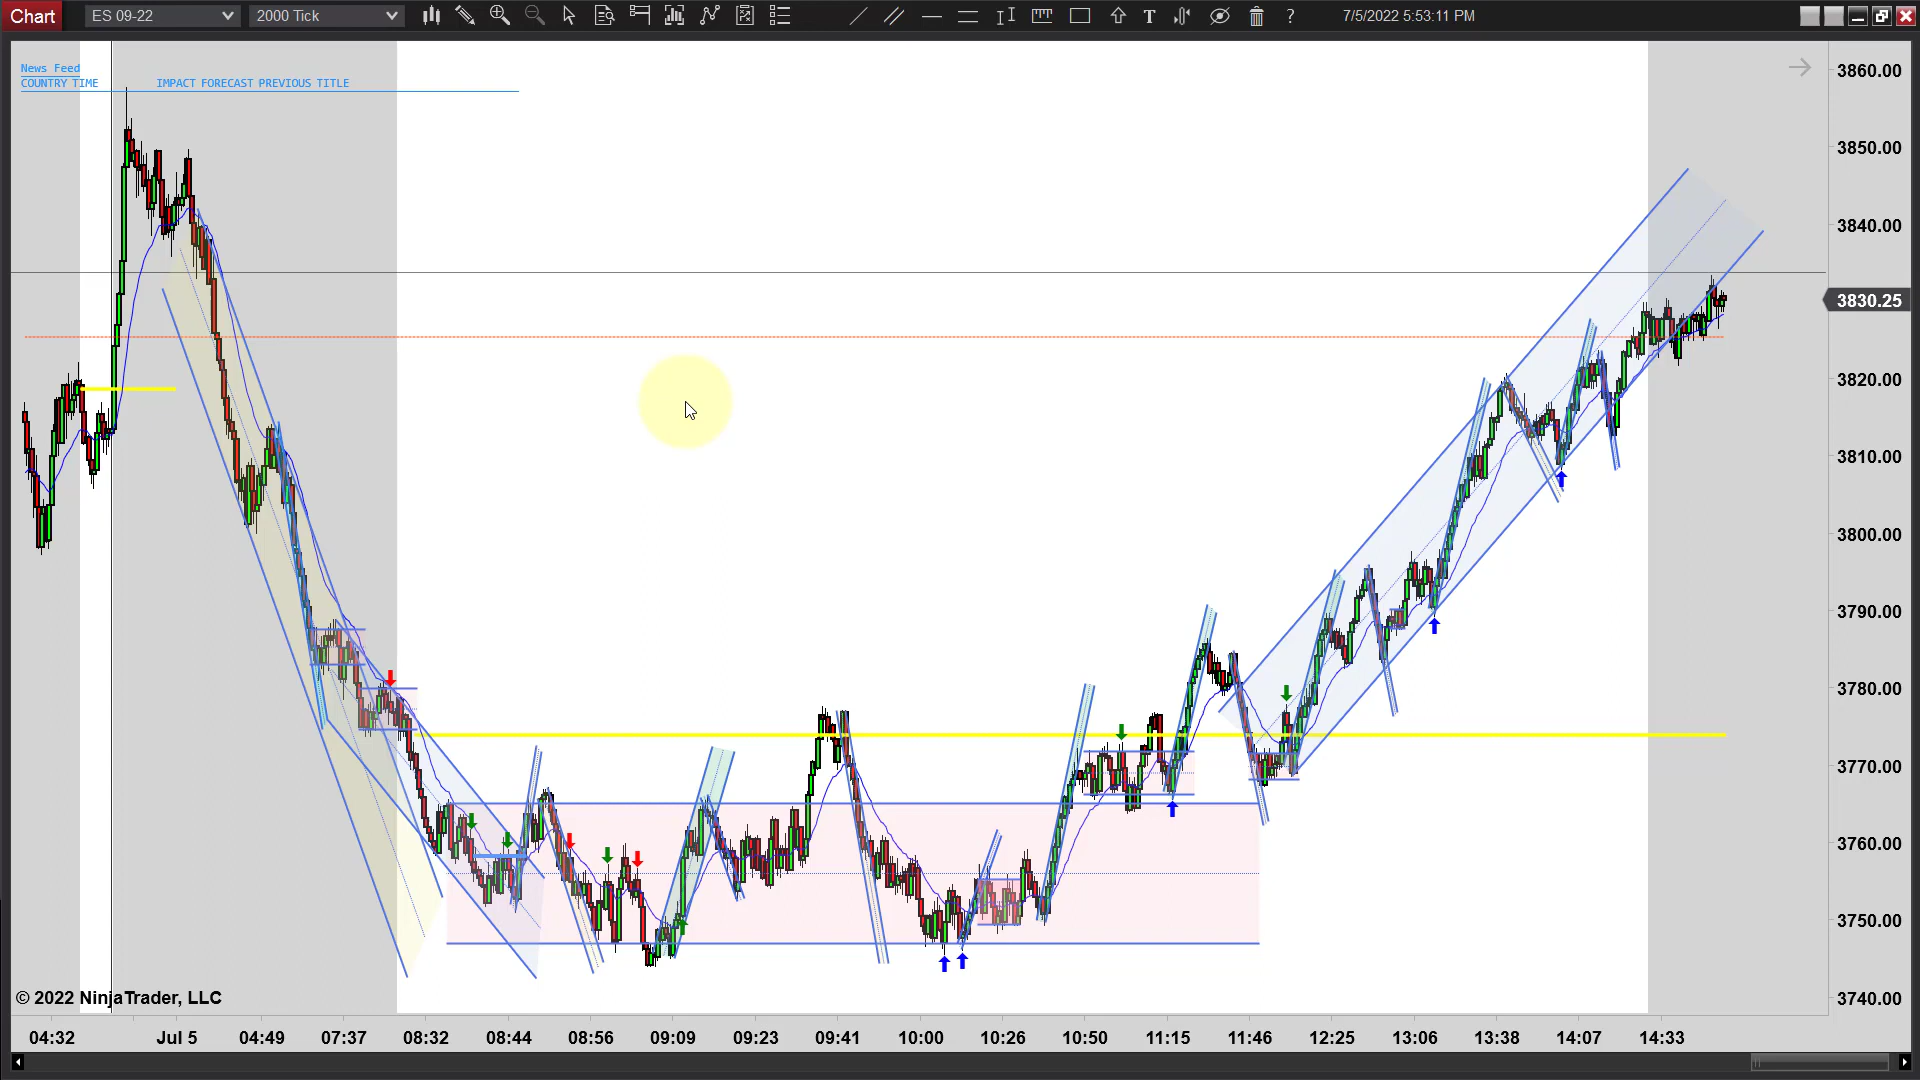 Chart ES 09-22 2000 Tick T ? 7/5/2022 5:53:11 PM
News Feed
COUNTRY TIME IMPACT FORECAST PREVIOUS TITLE
3860.00
3850.00
3840.00
3830.25
3820.00
3810.00
3800.00
3790.00
3780.00
3770.00
3760.00
3750.00
3740.00
© 2022 NinjaTrader, LLC
04:32 Jul 5 04:49 07:37 08:32 08:44 08:56 09:09 09:23 09:41 10:00 10:26 10:50 11:15 11:46 12:25 13:06 13:38 14:07 14:33